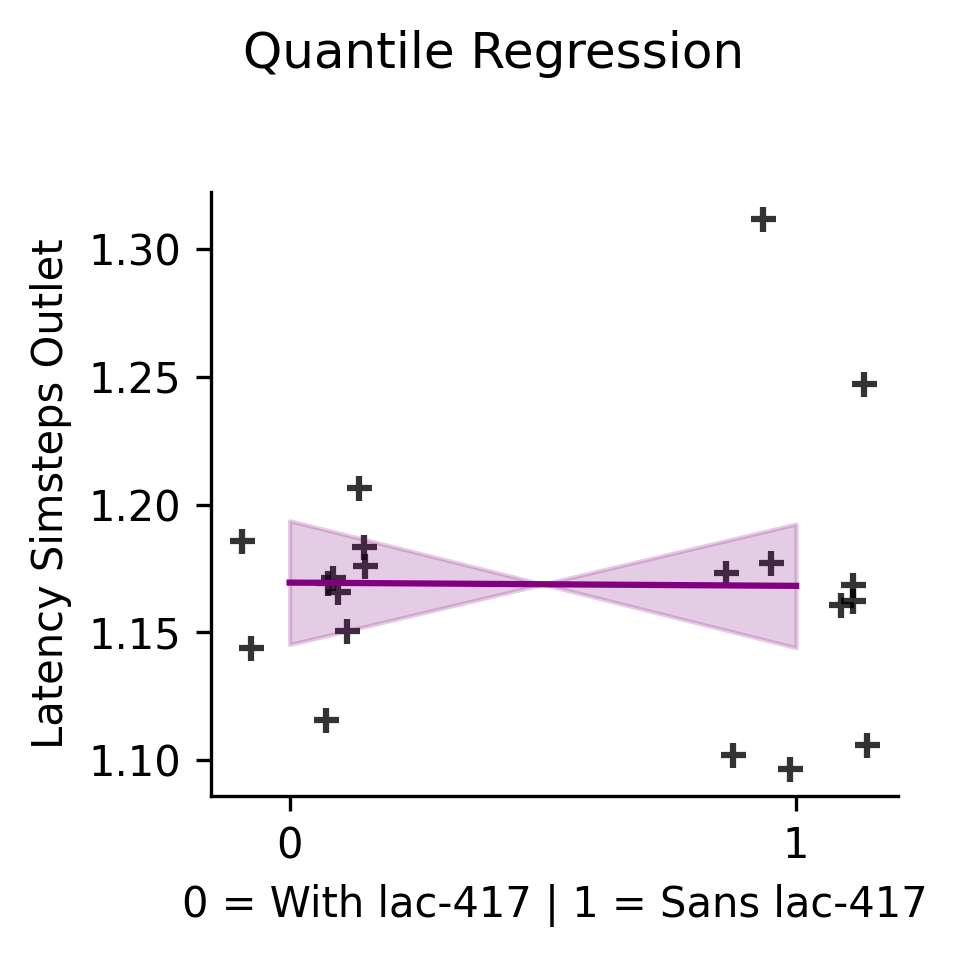 Quantile Regression
Latency Simsteps Outlet
1.30
1.25
1.20
1.15
1.10
0 1
0 = With lac-417 | 1 = Sans lac-417